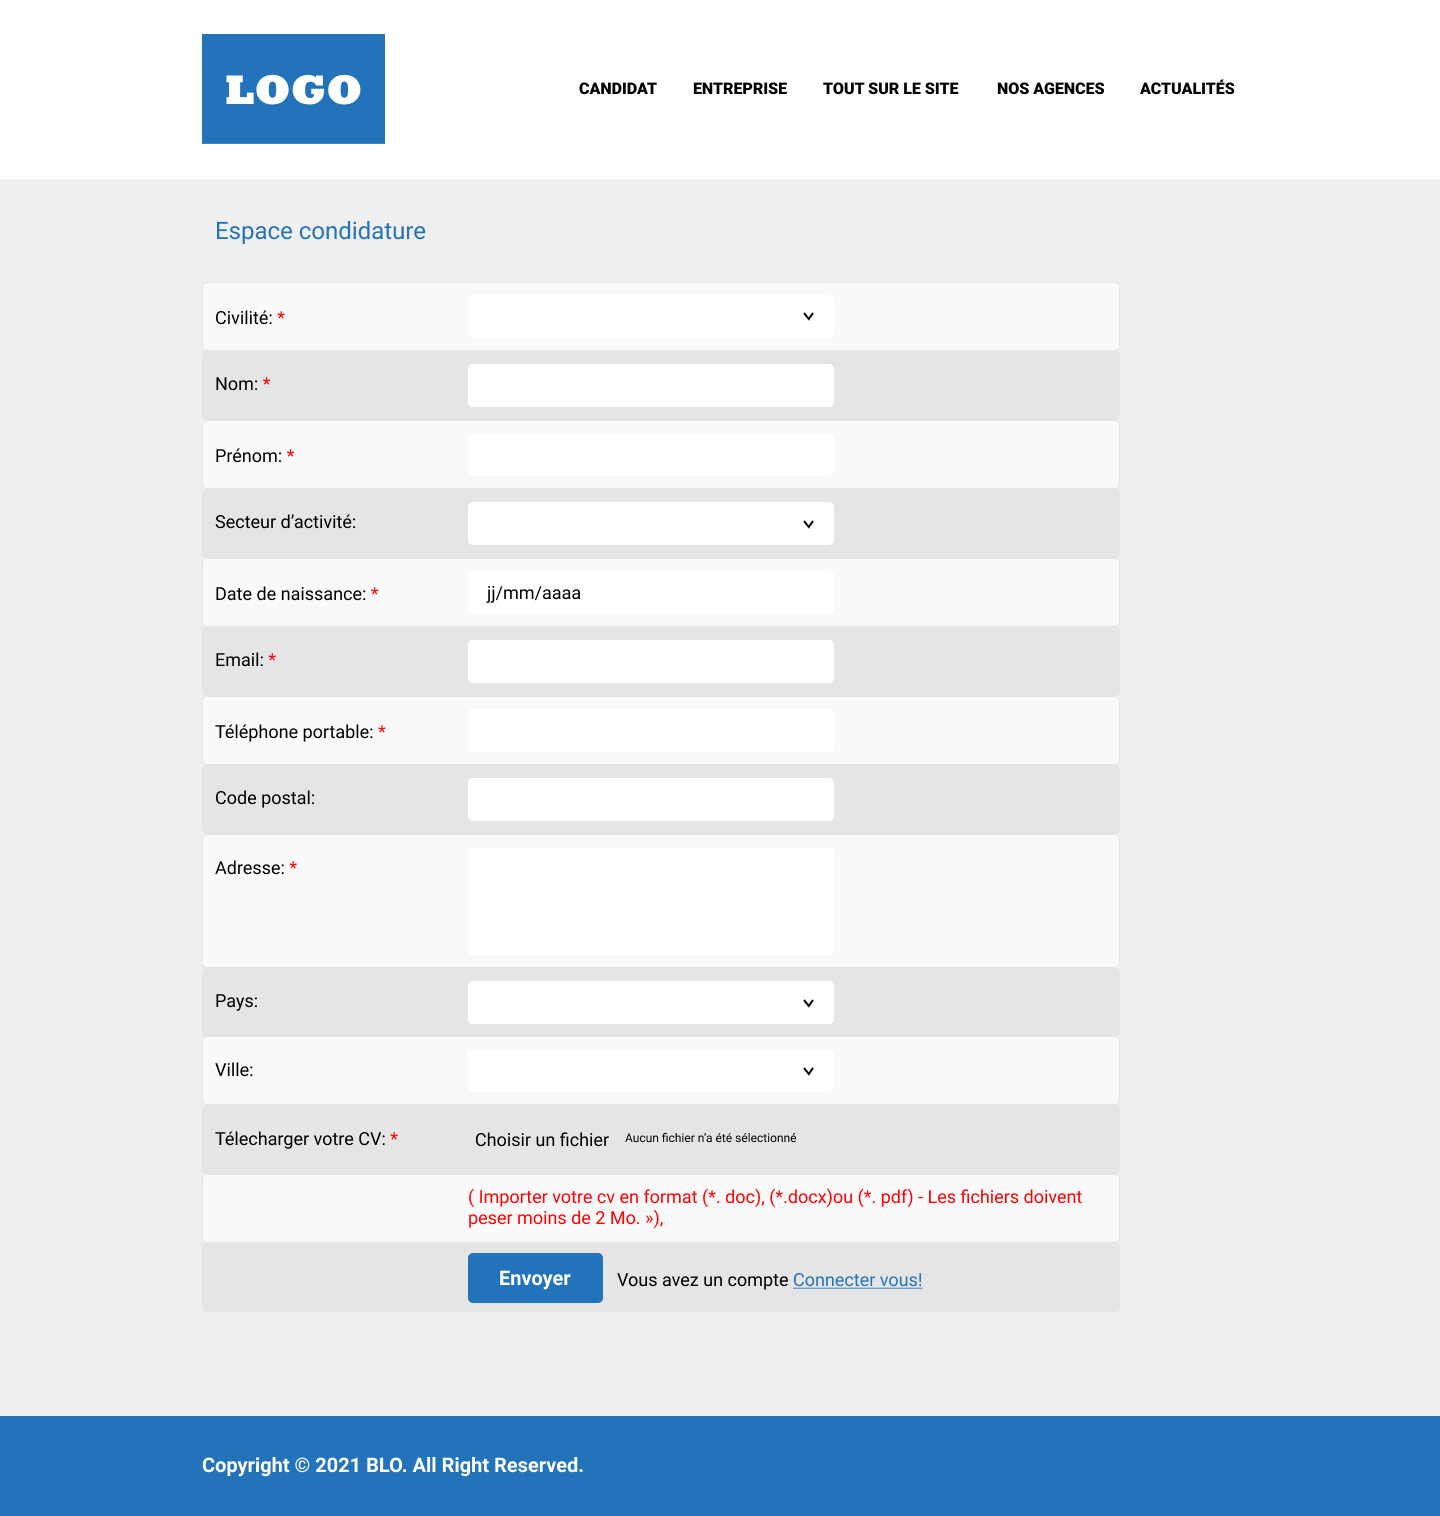 LOGO
CANDIDAT ENTREPRISE TOUT SUR LE SITE NOS AGENCES ACTUALITÉS
Espace condidature
Civilité: *
Nom: *
Prénom: *
Secteur d’activité:
Date de naissance: * jj/mm/aaaa
Email: *
Téléphone portable: *
Code postal:
Adresse: *
Pays:
Ville:
Télecharger votre CV: * Choisir un fichier Aucun fichier n’a été sélectionné
( Importer votre cv en format (*. doc), (*.docx)ou (*. pdf) - Les fichiers doivent
peser moins de 2 Mo. »),
Envoyer Vous avez un compte Connecter vous!
Copyright © 2021 BLO. All Right Reserved.